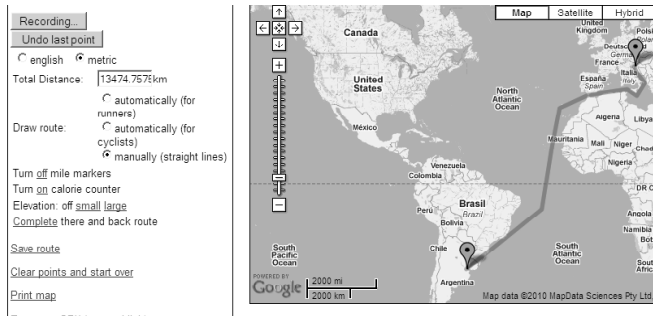 Recording...
Undo last point
english metric
Total Distance: 13474.757 km
automatically (for
runners)
Draw route: automatically (for
cyclists)
manually (straight lines)
Turn off mile markers
Turn on calorie counter
Elevation: off small large
Complete there and back route
Save route
Clear points and start over
Print map
Map Satellite Hybrid
United
Kingdom
Canada
France
Italia
Italy
España
Spain
United
States
North
Atlantic
Ocean
México
Algeria Libya
Mauritania Mali Niger Chad
Nigeria
Venezuela
Colombia
DR C
Brasil
Brazil
Perú
Bolivia
Angola
Namibia
Bot
Chile
South
Pacific
Ocean
South
Atlantic
Ocean
South
Afric
Argentina
POWERED BY
Google
2000 mi
2000 km
Map data ©2010 MapData Sciences Pty Ltd,